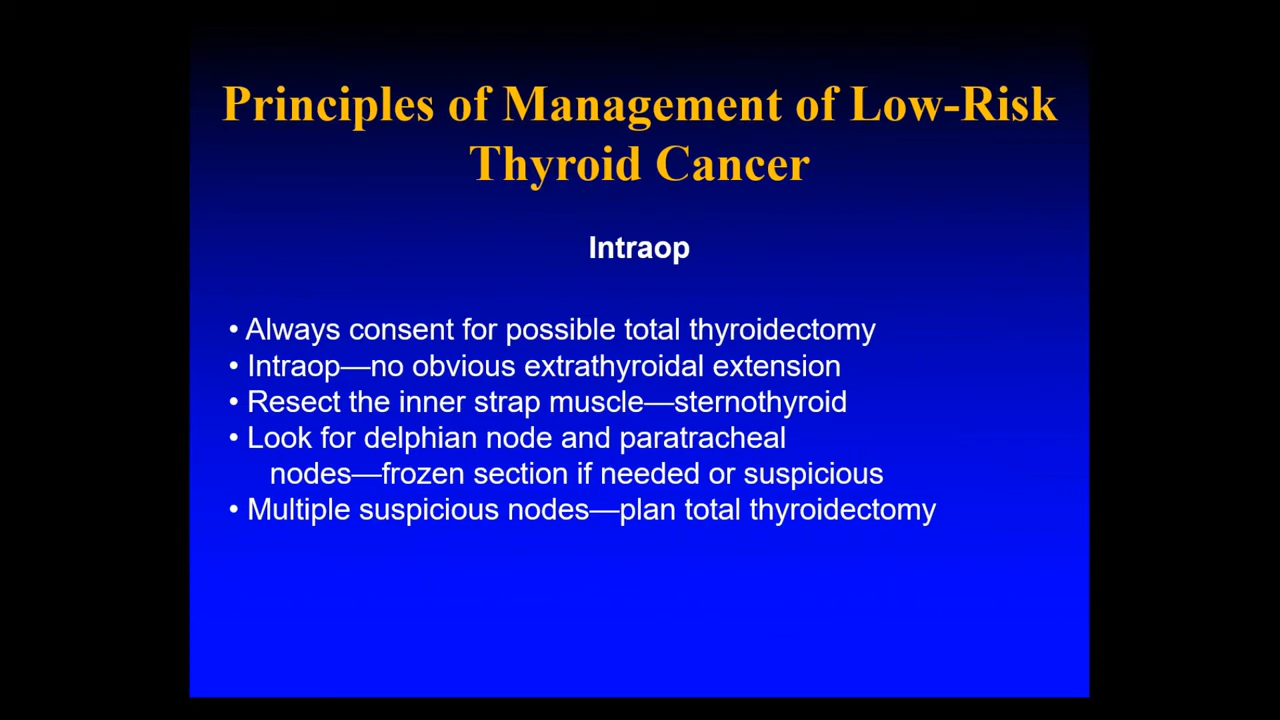 Principles of Management of Low-Risk
Thyroid Cancer
Intraop
• Always consent for possible total thyroidectomy
• Intraop—no obvious extrathyroidal extension
• Resect the inner strap muscle—sternothyroid
• Look for delphian node and paratracheal
nodes—frozen section if needed or suspicious
• Multiple suspicious nodes—plan total thyroidectomy